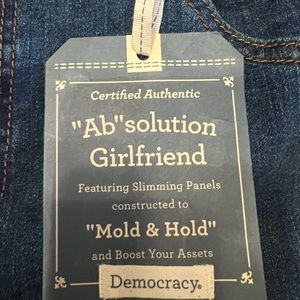 Certified Authentic
"Ab"solution
Girlfriend
Featuring Slimming Panels
constructed to
"Mold & Hold"
and Boost Your Assets
Democracy®